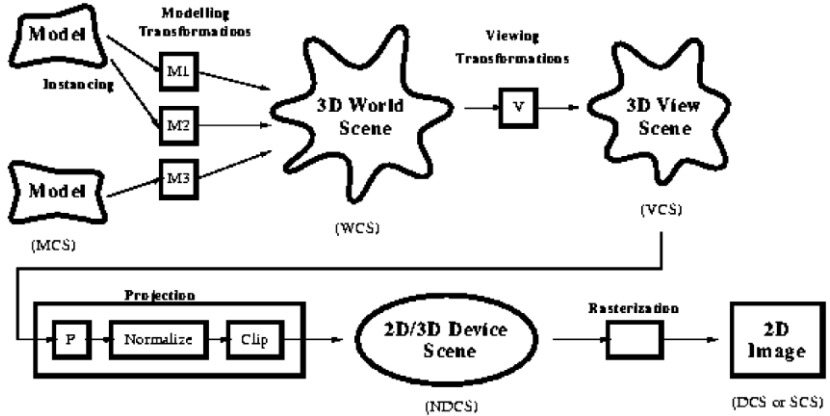 Model
Modelling
Transformations
Instancing
M1
M2
M3
Model
(MCS)
3D World
Scene
(WCS)
Viewing
Transformations
V
3D View
Scene
(VCS)
Projection
P
Normalize
Clip
2D/3D Device
Scene
(NDCS)
Rasterization
2D
Image
(DCS or SCS)